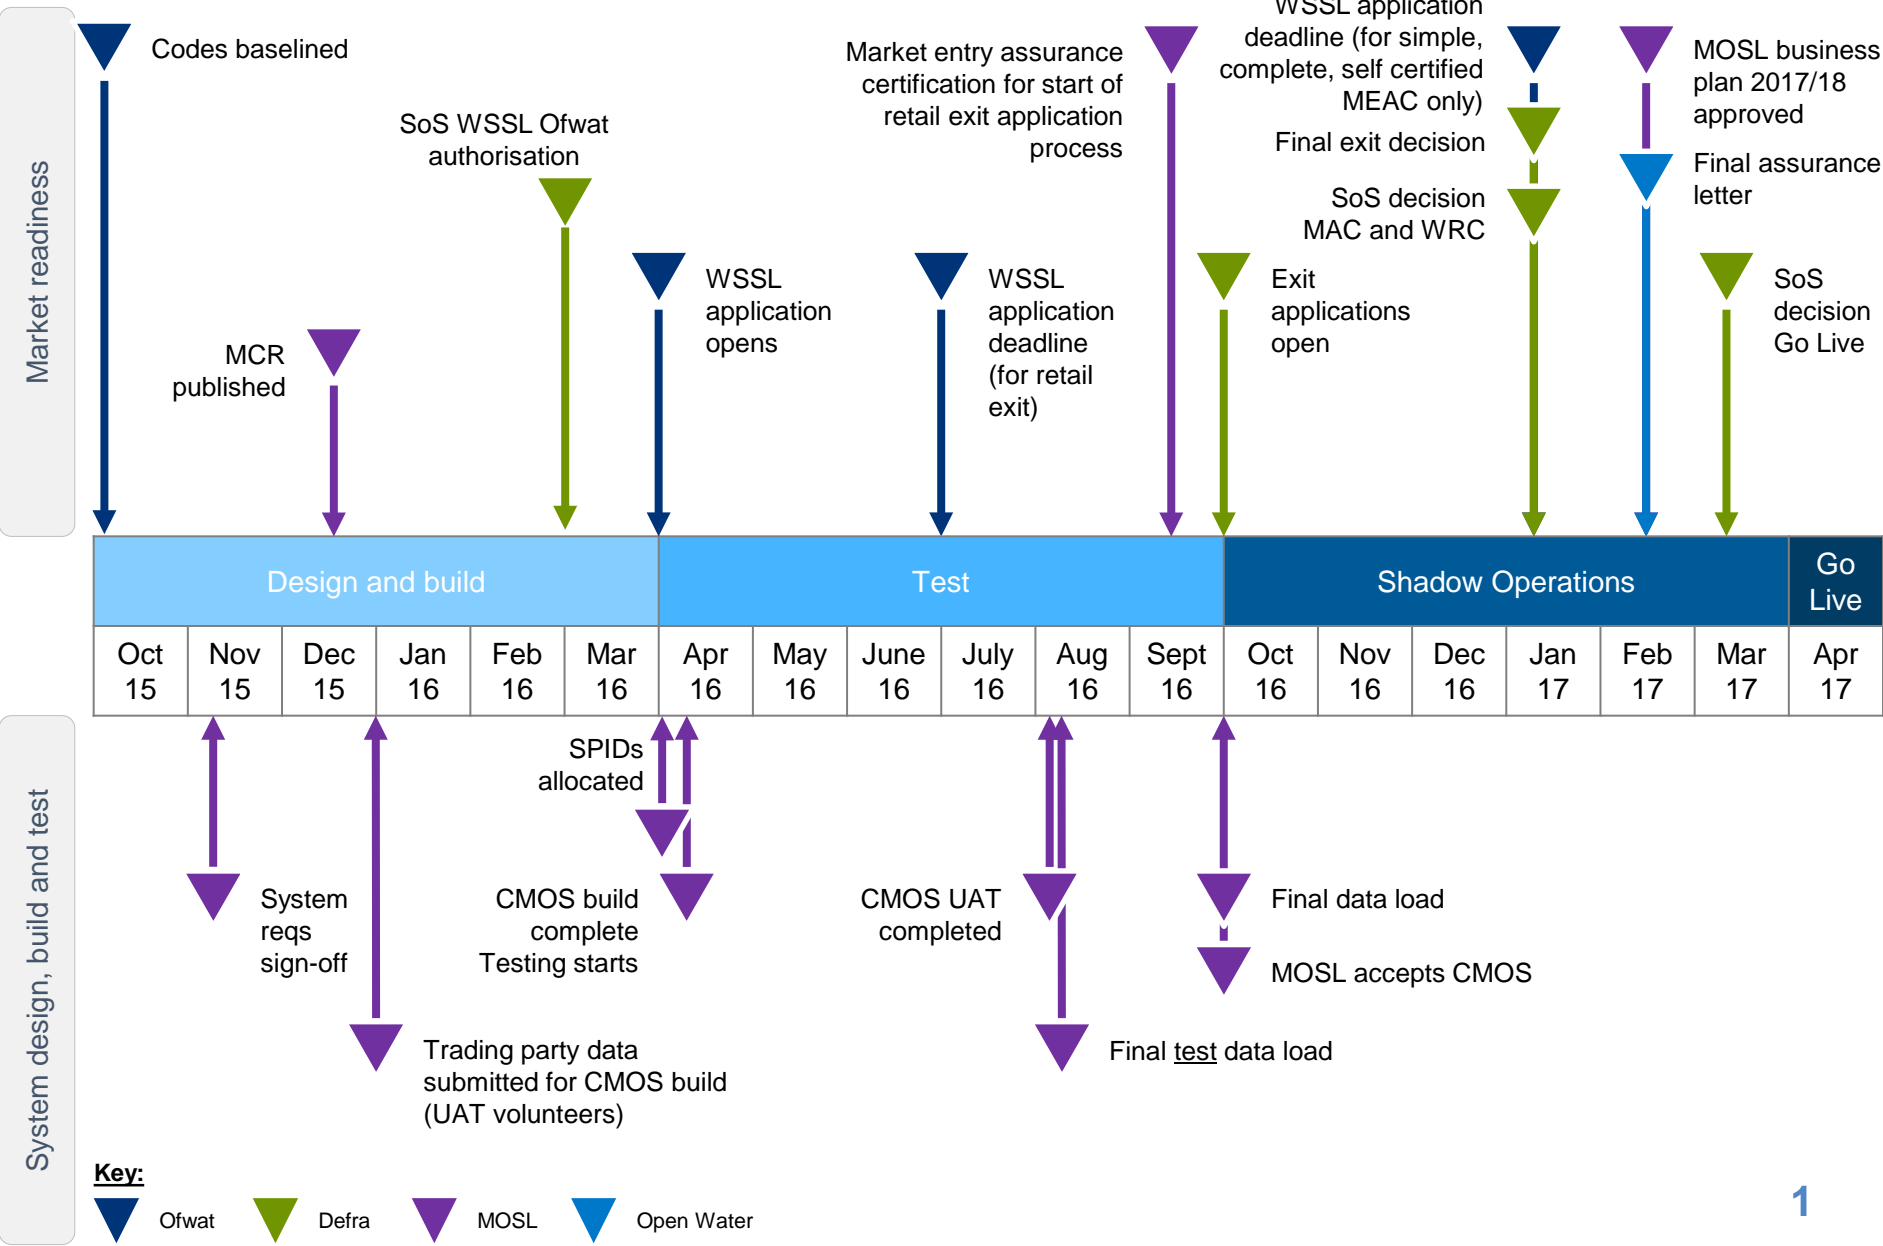 Market readiness
Codes baselined
SoS WSSL Ofwat
authorisation
MCR
published
WSSL
application
opens
Market entry assurance
certification for start of
retail exit application
process
WSSL
application
deadline
(for retail
exit)
WSSL application
deadline (for simple,
complete, self certified
MEAC only)
Final exit decision
SoS decision
MAC and WRC
Exit
applications
open
MOSL business
plan 2017/18
approved
Final assurance
letter
SoS
decision
Go Live
Design and build
Test
Shadow Operations
Go
Live
Oct
15
Nov
15
Dec
15
Jan
16
Feb
16
Mar
16
Apr
16
May
16
June
16
July
16
Aug
16
Sept
16
Oct
16
Nov
16
Dec
16
Jan
17
Feb
17
Mar
17
Apr
17
System design, build and test
SPIDs
allocated
System
reqs
sign-off
CMOS build
complete
Testing starts
CMOS UAT
completed
Final data load
MOSL accepts CMOS
Trading party data
submitted for CMOS build
(UAT volunteers)
Final test data load
Key:
Ofwat
Defra
MOSL
Open Water
1